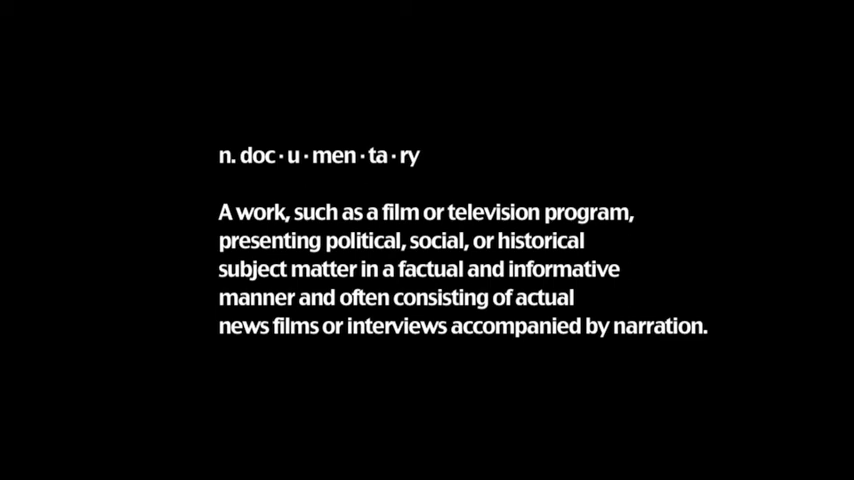 n. doc · u · men · ta · ry
A work, such as a film or television program,
presenting political, social, or historical
subject matter in a factual and informative
manner and often consisting of actual
news films or interviews accompanied by narration.